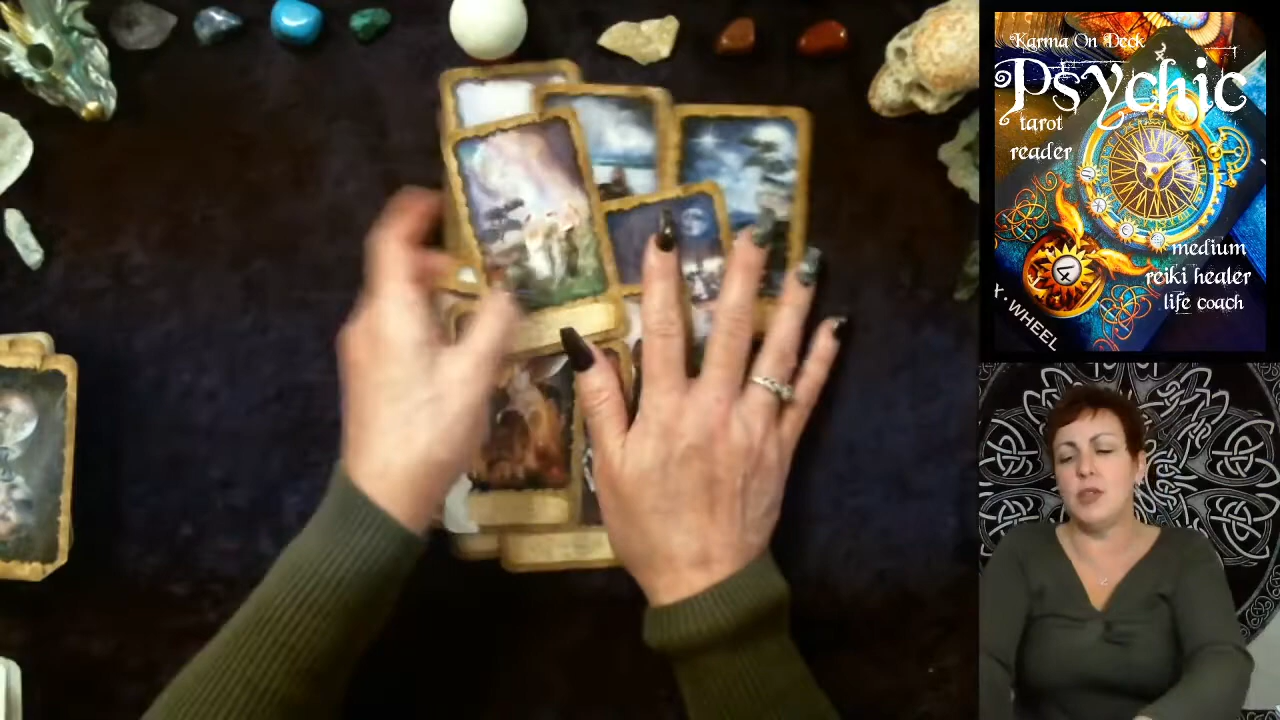 Karma On Deck
Psychic
tarot
reader
medium
reiki healer
life coach
X • WHEEL